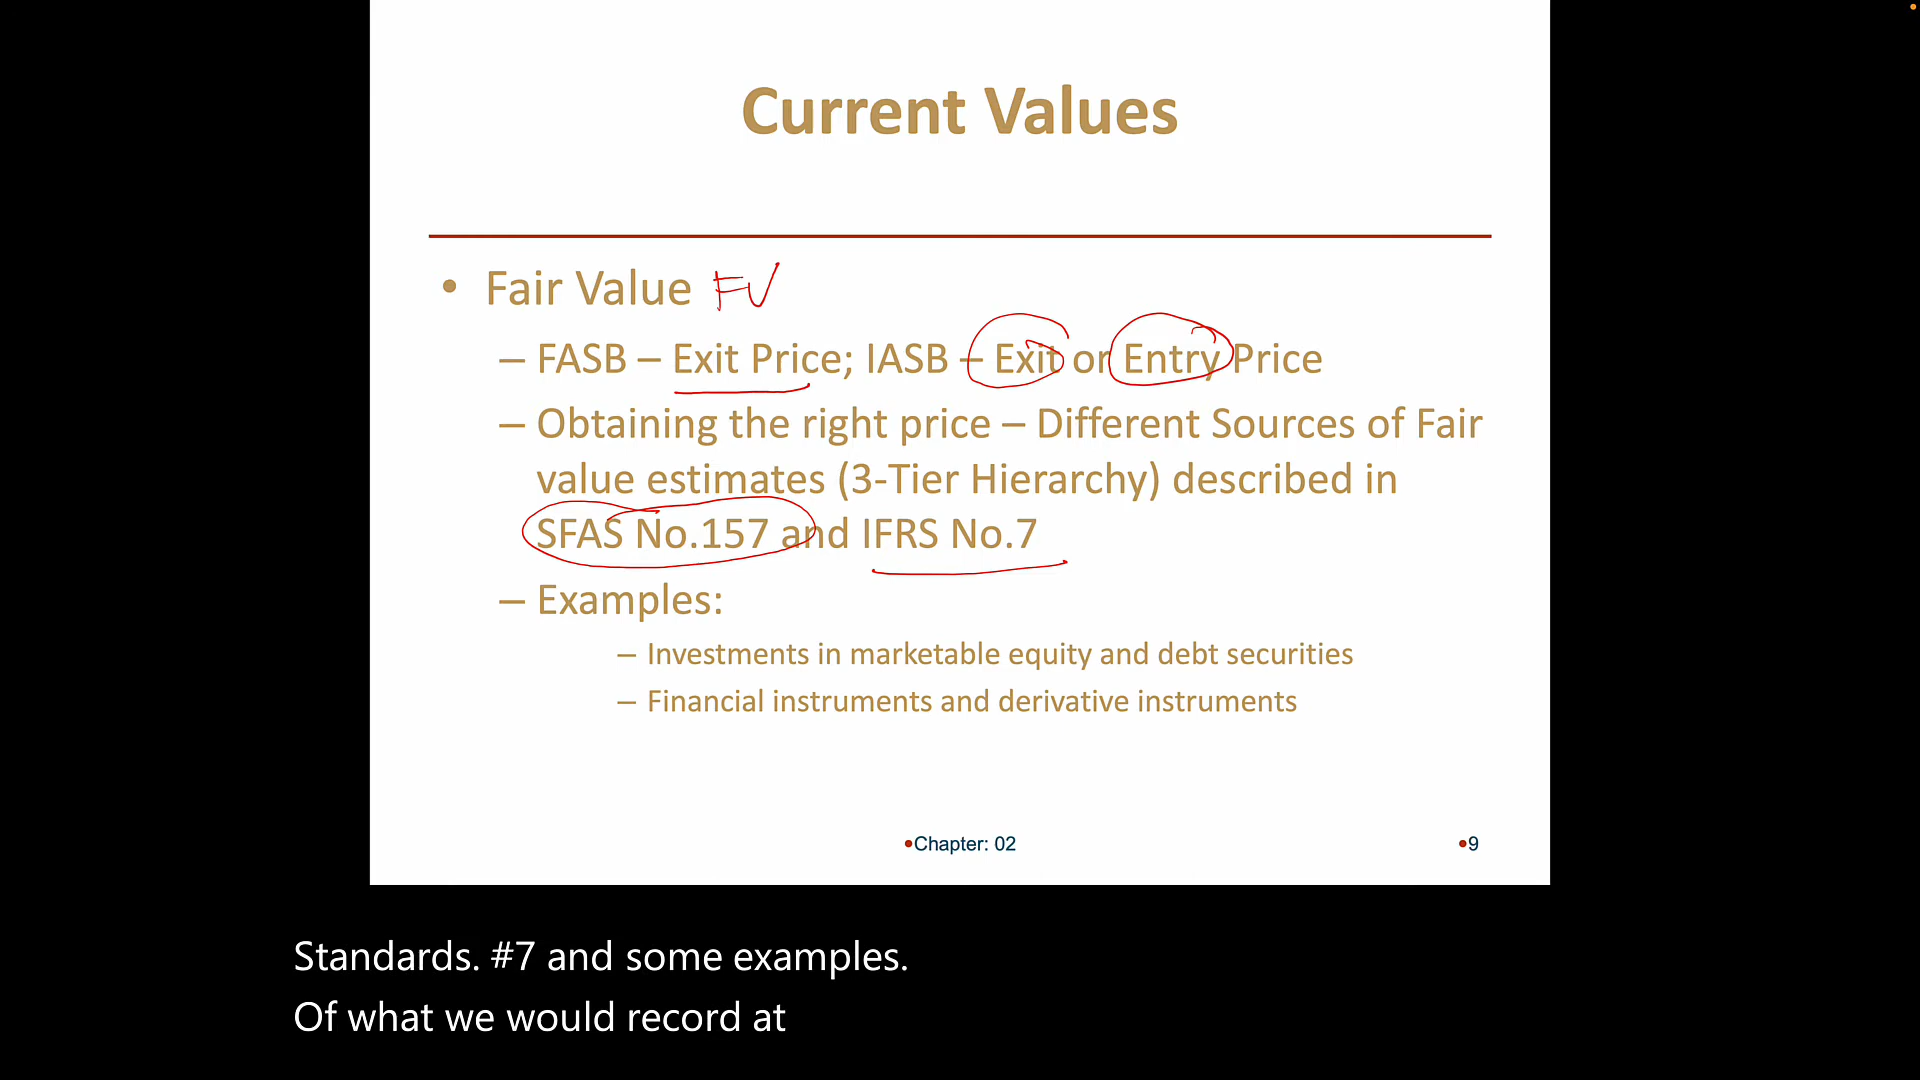 Current Values
• Fair Value FV
– FASB – Exit Price; IASB – Exit or Entry Price
– Obtaining the right price – Different Sources of Fair
value estimates (3-Tier Hierarchy) described in
SFAS No.157 and IFRS No.7
– Examples:
– Investments in marketable equity and debt securities
– Financial instruments and derivative instruments
•Chapter: 02
•9
Standards. #7 and some examples.
Of what we would record at